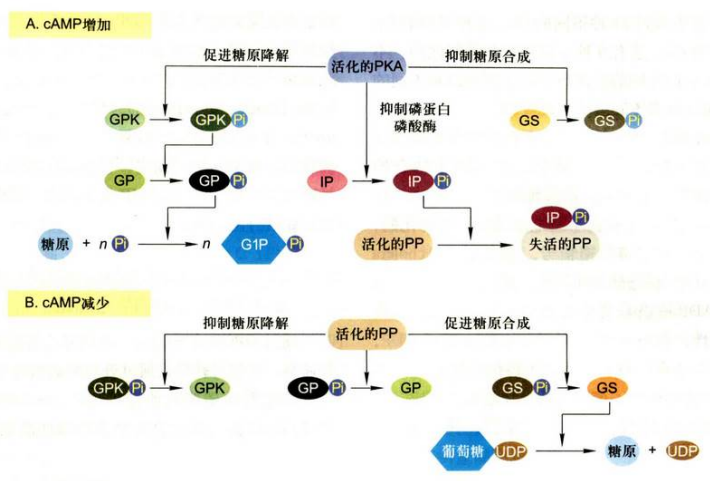 A. cAMP增加
促进糖原降解
活化的PKA
抑制糖原合成
GPK
GPK Pi
抑制磷蛋白
磷酸酶
GS
GS Pi
GP
GP Pi
IP
IP Pi
糖原 + n Pi
n G1P Pi
活化的PP
IP Pi
失活的PP
B. cAMP减少
抑制糖原降解
活化的PP
促进糖原合成
GPK Pi
GPK
GP Pi
GP
GS Pi
GS
葡萄糖 UDP
糖原 + UDP